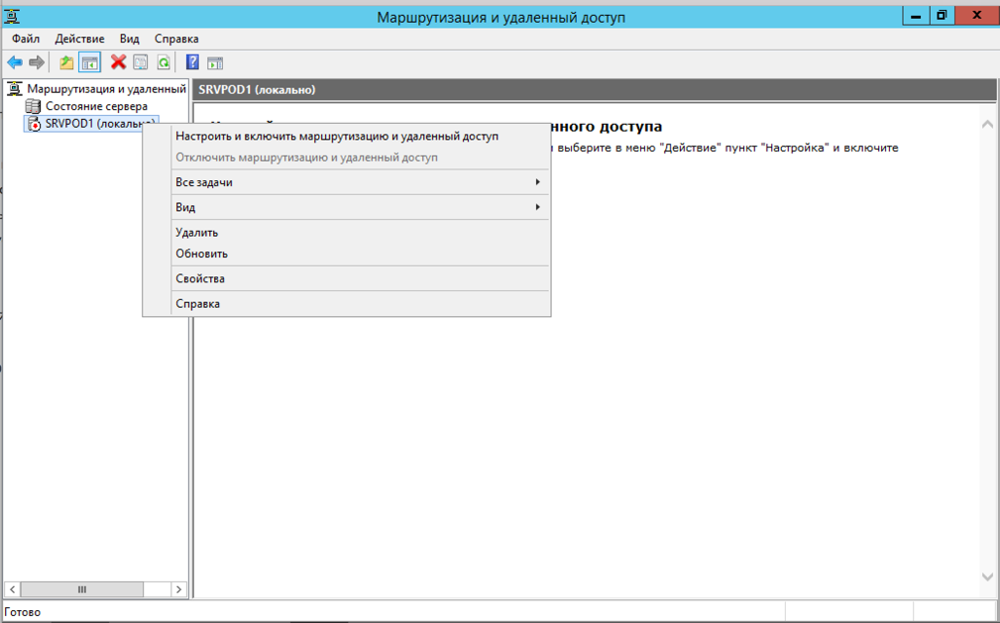 Маршрутизация и удаленный доступ
Файл Действие Вид Справка
Маршрутизация и удаленный
Состояние сервера
SRVPOD1 (локально)
SRVPOD1 (локально)
нного доступа
выберите в меню "Действие" пункт "Настройка" и включите
Настроить и включить маршрутизацию и удаленный доступ
Отключить маршрутизацию и удаленный доступ
Все задачи
Вид
Удалить
Обновить
Свойства
Справка
Готово